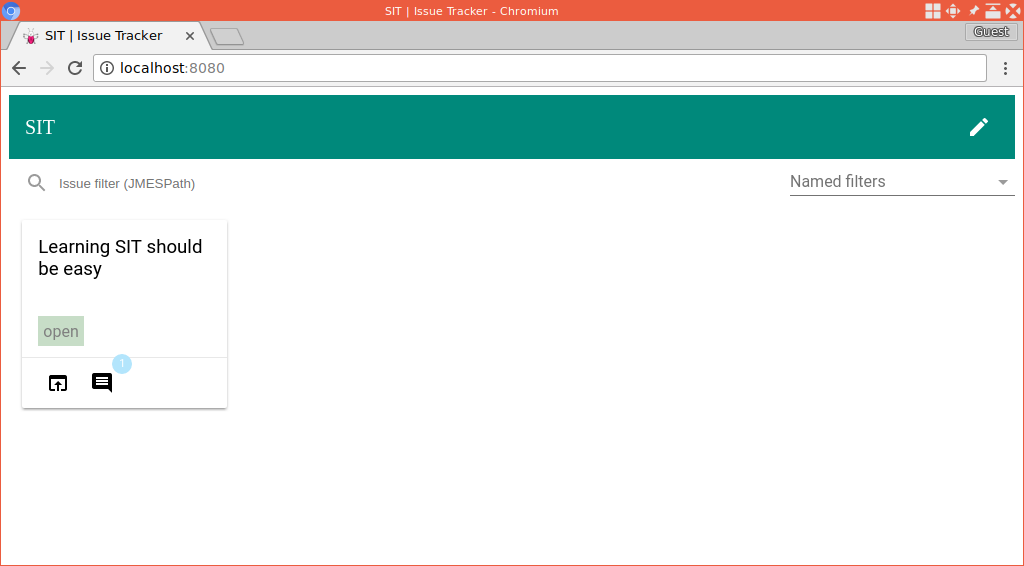 SIT | Issue Tracker - Chromium
SIT | Issue Tracker
Guest
localhost:8080
SIT
Issue filter (JMESPath)
Named filters
Learning SIT should
be easy
open
1